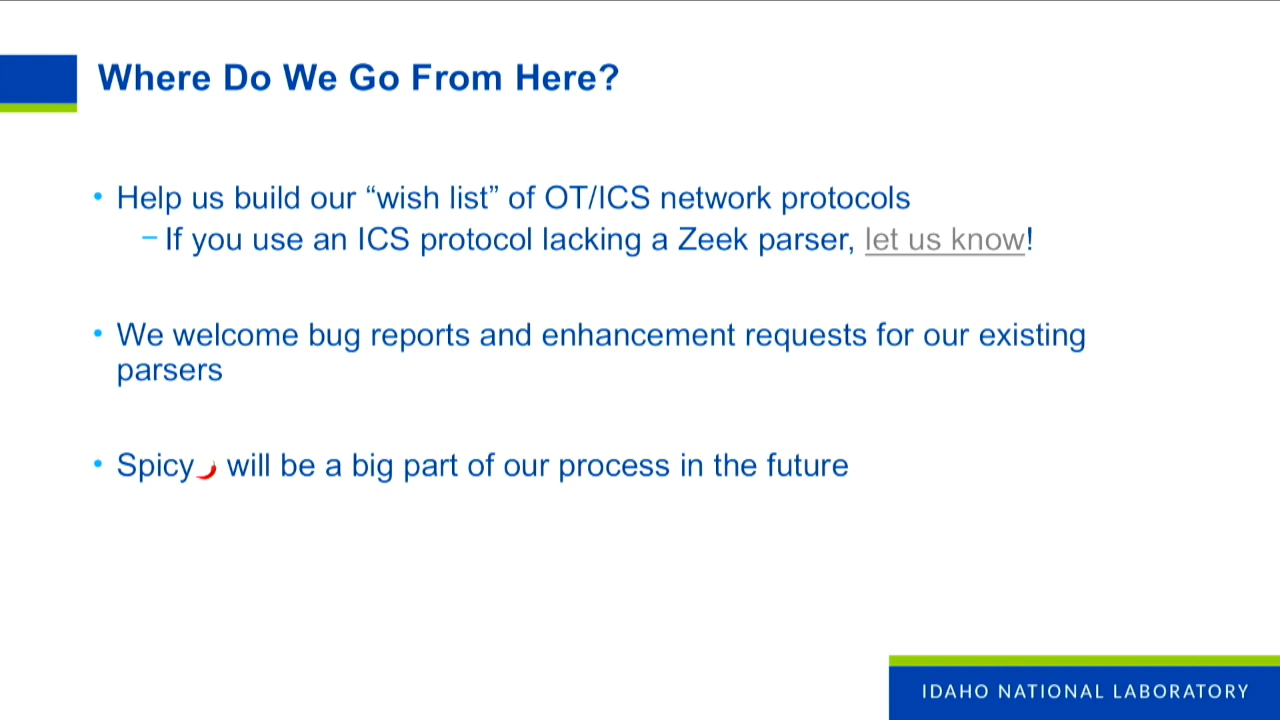 Where Do We Go From Here?
• Help us build our “wish list” of OT/ICS network protocols
– If you use an ICS protocol lacking a Zeek parser, let us know!
• We welcome bug reports and enhancement requests for our existing
parsers
• Spicy🌶 will be a big part of our process in the future
IDAHO NATIONAL LABORATORY